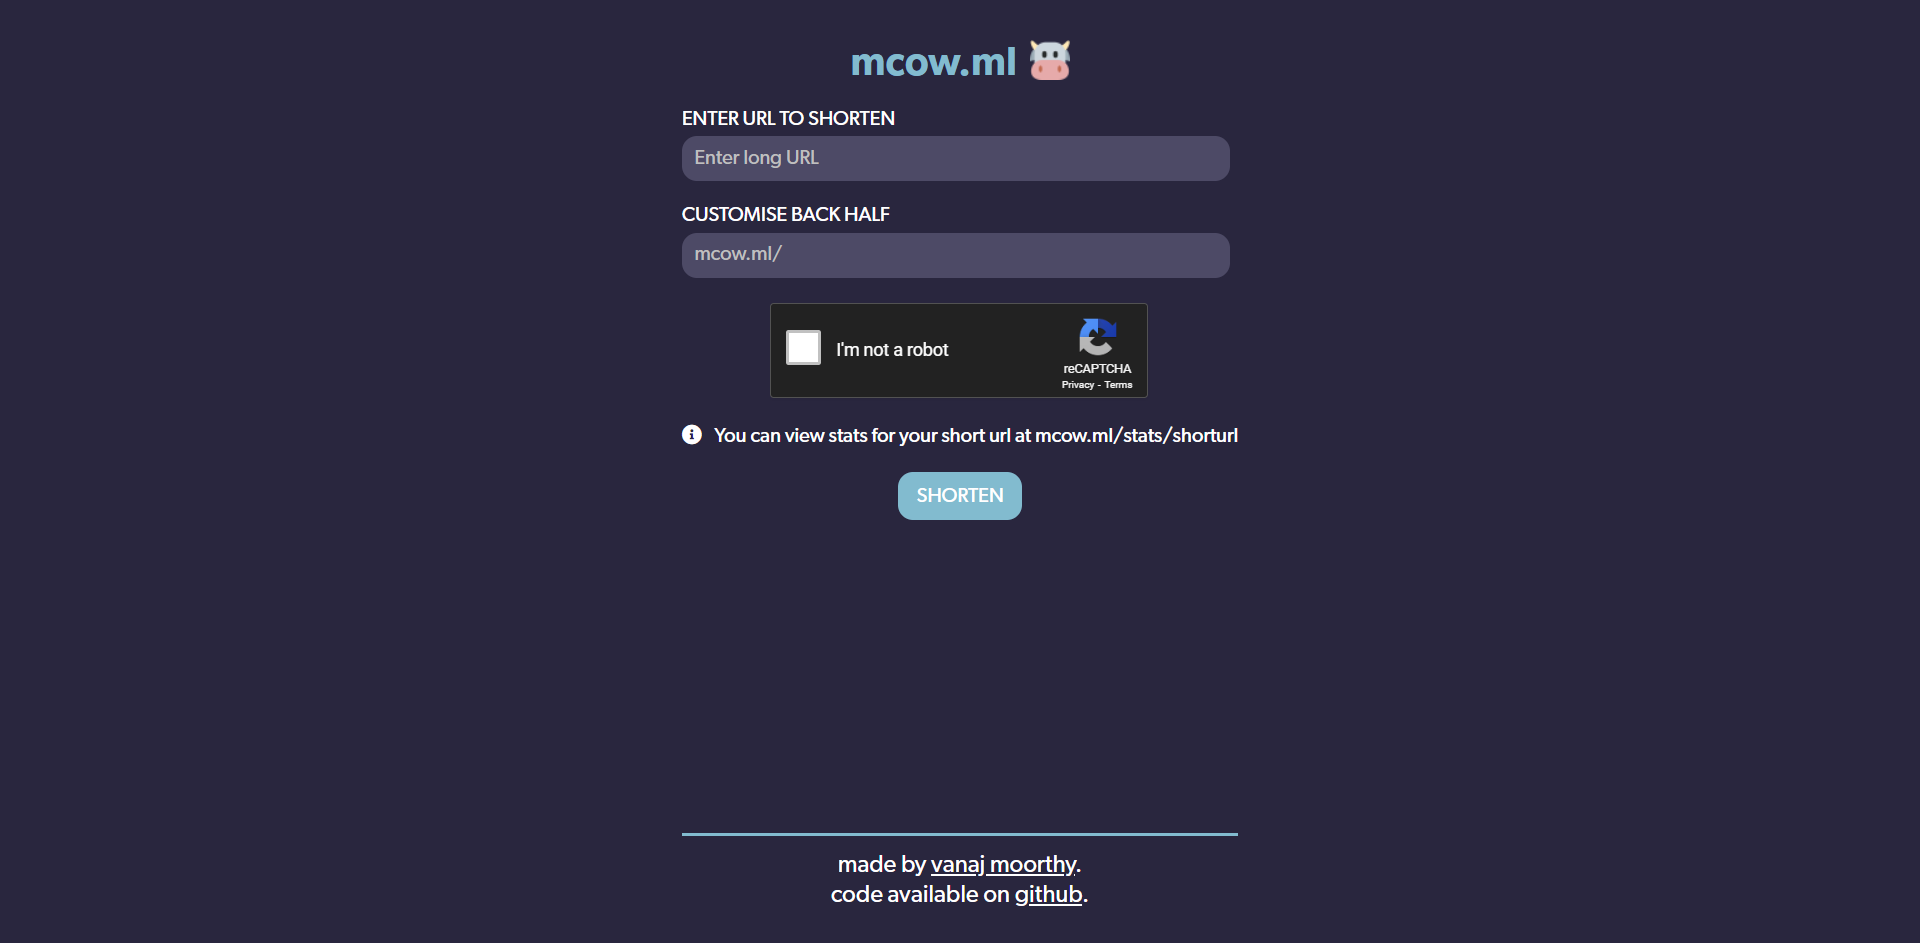 mcow.ml
ENTER URL TO SHORTEN
Enter long URL
CUSTOMISE BACK HALF
mcow.ml/
I'm not a robot
reCAPTCHA
Privacy - Terms
You can view stats for your short url at mcow.ml/stats/shorturl
SHORTEN
made by vanaj moorthy.
code available on github.